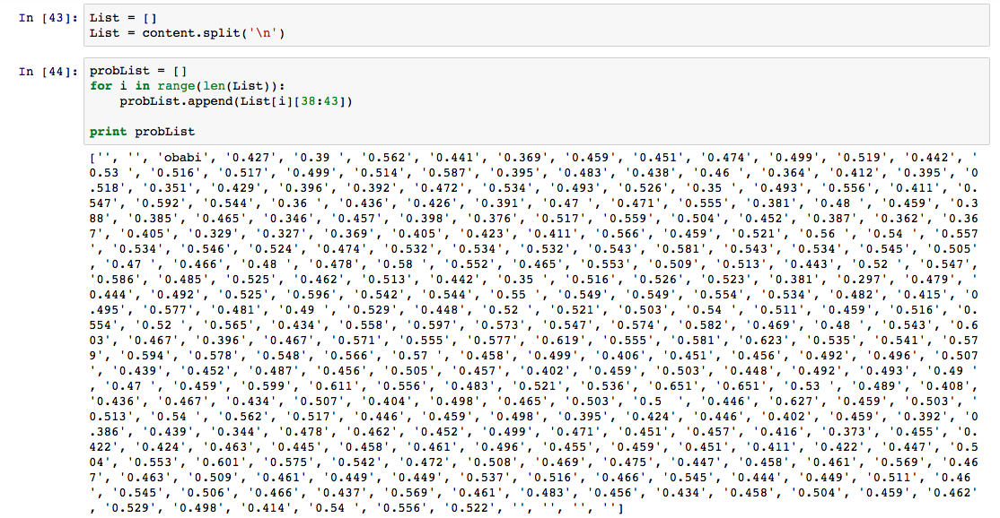 In [43]: List = []
List = content.split('\n')
In [44]: probList = []
for i in range(len(List)):
    probList.append(List[i][38:43])
print probList
['', '', 'obabi', '0.427', '0.39 ', '0.562', '0.441', '0.369', '0.459', '0.451', '0.474', '0.499', '0.519', '0.442', '
0.53 ', '0.516', '0.517', '0.499', '0.514', '0.587', '0.395', '0.483', '0.438', '0.46 ', '0.364', '0.412', '0.395', '0
.518', '0.351', '0.429', '0.396', '0.392', '0.472', '0.534', '0.493', '0.526', '0.35 ', '0.493', '0.556', '0.411', '0.
547', '0.592', '0.544', '0.36 ', '0.436', '0.426', '0.391', '0.47 ', '0.471', '0.555', '0.381', '0.48 ', '0.459', '0.3
88', '0.385', '0.465', '0.346', '0.457', '0.398', '0.376', '0.517', '0.559', '0.504', '0.452', '0.387', '0.362', '0.36
7', '0.405', '0.329', '0.327', '0.369', '0.405', '0.423', '0.411', '0.566', '0.459', '0.521', '0.56 ', '0.54 ', '0.557
', '0.534', '0.546', '0.524', '0.474', '0.532', '0.534', '0.532', '0.543', '0.581', '0.543', '0.534', '0.545', '0.505'
, '0.47 ', '0.466', '0.48 ', '0.478', '0.58 ', '0.552', '0.465', '0.553', '0.509', '0.513', '0.443', '0.52 ', '0.547',
'0.586', '0.485', '0.525', '0.462', '0.513', '0.442', '0.35 ', '0.516', '0.526', '0.523', '0.381', '0.297', '0.479', '
0.444', '0.492', '0.525', '0.596', '0.542', '0.544', '0.55 ', '0.549', '0.549', '0.554', '0.534', '0.482', '0.415', '0
.495', '0.577', '0.481', '0.49 ', '0.529', '0.448', '0.52 ', '0.521', '0.503', '0.54 ', '0.511', '0.459', '0.516', '0.
554', '0.52 ', '0.565', '0.434', '0.558', '0.597', '0.573', '0.547', '0.574', '0.582', '0.469', '0.48 ', '0.543', '0.6
03', '0.467', '0.396', '0.467', '0.571', '0.555', '0.577', '0.619', '0.555', '0.581', '0.623', '0.535', '0.541', '0.57
9', '0.594', '0.578', '0.548', '0.566', '0.57 ', '0.458', '0.499', '0.406', '0.451', '0.456', '0.492', '0.496', '0.507
', '0.439', '0.452', '0.487', '0.456', '0.505', '0.457', '0.402', '0.459', '0.503', '0.448', '0.492', '0.493', '0.49 '
, '0.47 ', '0.459', '0.599', '0.611', '0.556', '0.483', '0.521', '0.536', '0.651', '0.651', '0.53 ', '0.489', '0.408',
'0.436', '0.467', '0.434', '0.507', '0.404', '0.498', '0.465', '0.503', '0.5  ', '0.446', '0.627', '0.459', '0.503', '
0.513', '0.54 ', '0.562', '0.517', '0.446', '0.459', '0.498', '0.395', '0.424', '0.446', '0.402', '0.459', '0.392', '0
.386', '0.439', '0.344', '0.478', '0.462', '0.452', '0.499', '0.471', '0.451', '0.457', '0.416', '0.373', '0.455', '0.
422', '0.424', '0.463', '0.445', '0.458', '0.461', '0.496', '0.455', '0.459', '0.451', '0.411', '0.422', '0.447', '0.5
04', '0.553', '0.601', '0.575', '0.542', '0.472', '0.508', '0.469', '0.475', '0.447', '0.458', '0.461', '0.569', '0.46
7', '0.463', '0.509', '0.461', '0.449', '0.449', '0.537', '0.516', '0.466', '0.545', '0.444', '0.449', '0.511', '0.46 
', '0.545', '0.506', '0.466', '0.437', '0.569', '0.461', '0.483', '0.456', '0.434', '0.458', '0.504', '0.459', '0.462'
, '0.529', '0.498', '0.414', '0.54 ', '0.556', '0.522', '', '', '', '']